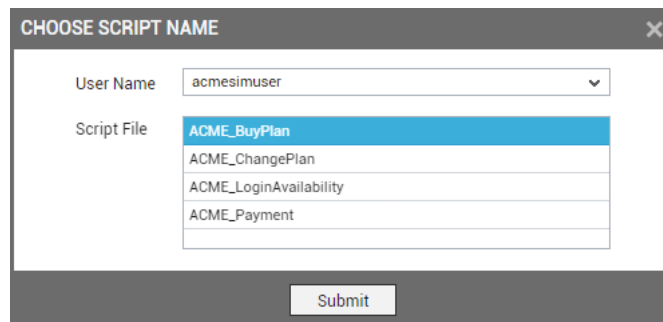 CHOOSE SCRIPT NAME
User Name acmesimuser
Script File ACME_BuyPlan
ACME_ChangePlan
ACME_LoginAvailability
ACME_Payment
Submit